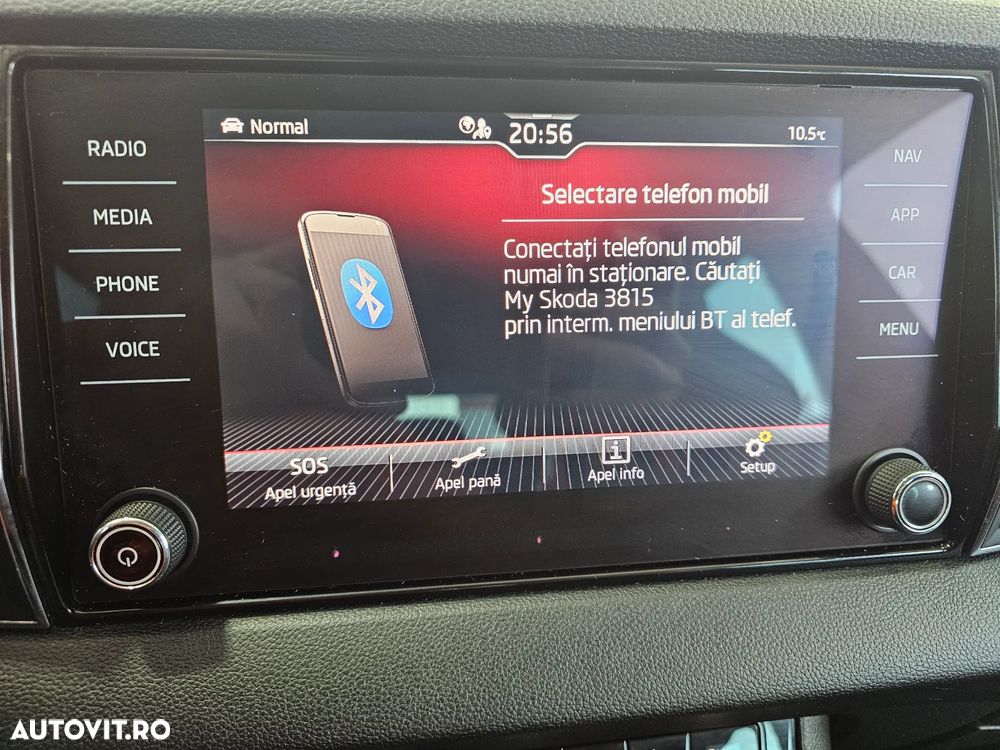 Normal
20:56
10.5°C
RADIO
MEDIA
PHONE
VOICE
NAV
APP
CAR
MENU
Selectare telefon mobil
Conectați telefonul mobil
numai în staționare. Căutați
My Skoda 3815
prin interm. meniului BT al telef.
SOS
Apel urgență
Apel pană
Apel info
Setup
AUTOVIT.RO